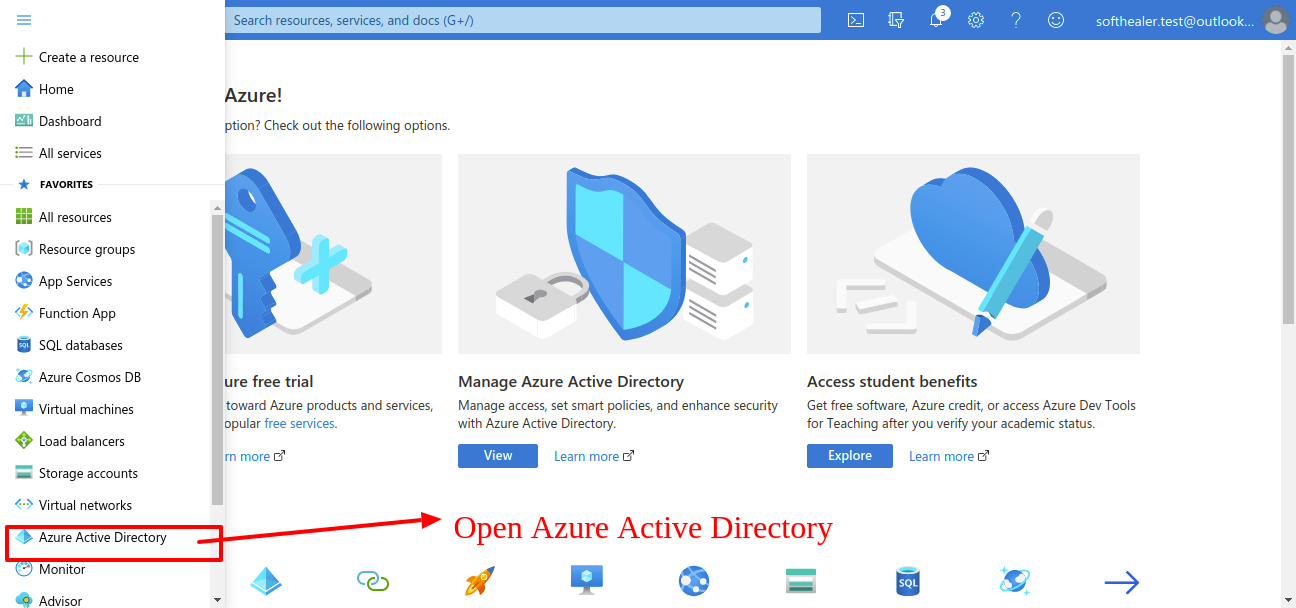 Search resources, services, and docs (G+/)
3
softhealer.test@outlook...
Create a resource
Home
Dashboard
All services
FAVORITES
All resources
Resource groups
App Services
Function App
SQL databases
Azure Cosmos DB
Virtual machines
Load balancers
Storage accounts
Virtual networks
Azure Active Directory
Monitor
Advisor
Azure!
ption? Check out the following options.
ure free trial
toward Azure products and services,
opular free services.
rn more
Manage Azure Active Directory
Manage access, set smart policies, and enhance security
with Azure Active Directory.
View Learn more
Access student benefits
Get free software, Azure credit, or access Azure Dev Tools
for Teaching after you verify your academic status.
Explore Learn more
Open Azure Active Directory
SQL